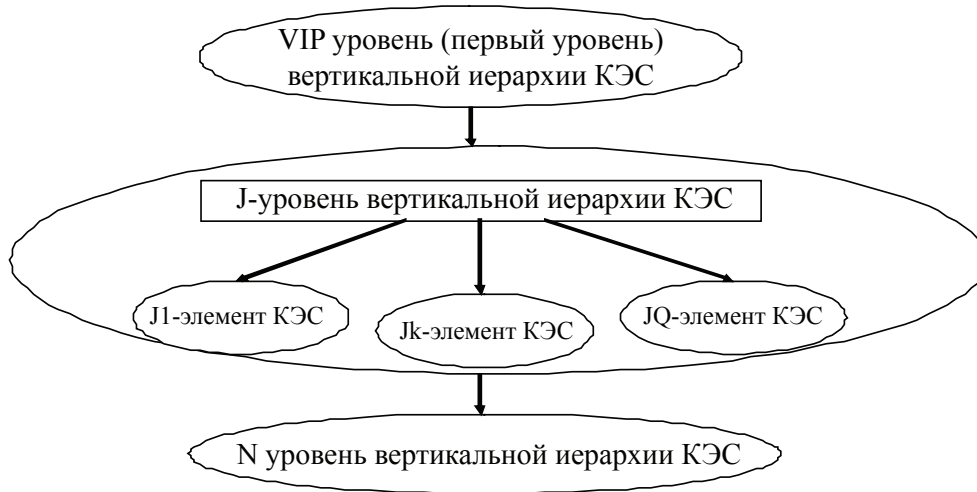 VIP уровень (первый уровень)
вертикальной иерархии КЭС
J-уровень вертикальной иерархии КЭС
J1-элемент КЭС
Jk-элемент КЭС
JQ-элемент КЭС
N уровень вертикальной иерархии КЭС